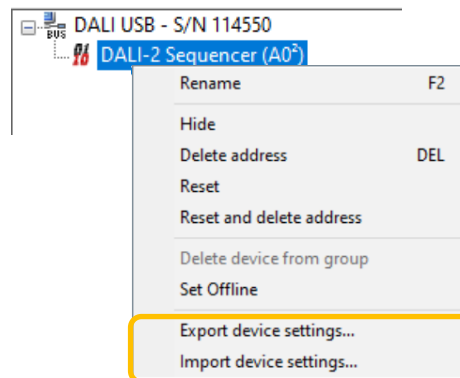 BUS DALI USB - S/N 114550
DALI-2 Sequencer (A0²)
Rename F2
Hide
Delete address DEL
Reset
Reset and delete address
Delete device from group
Set Offline
Export device settings...
Import device settings...